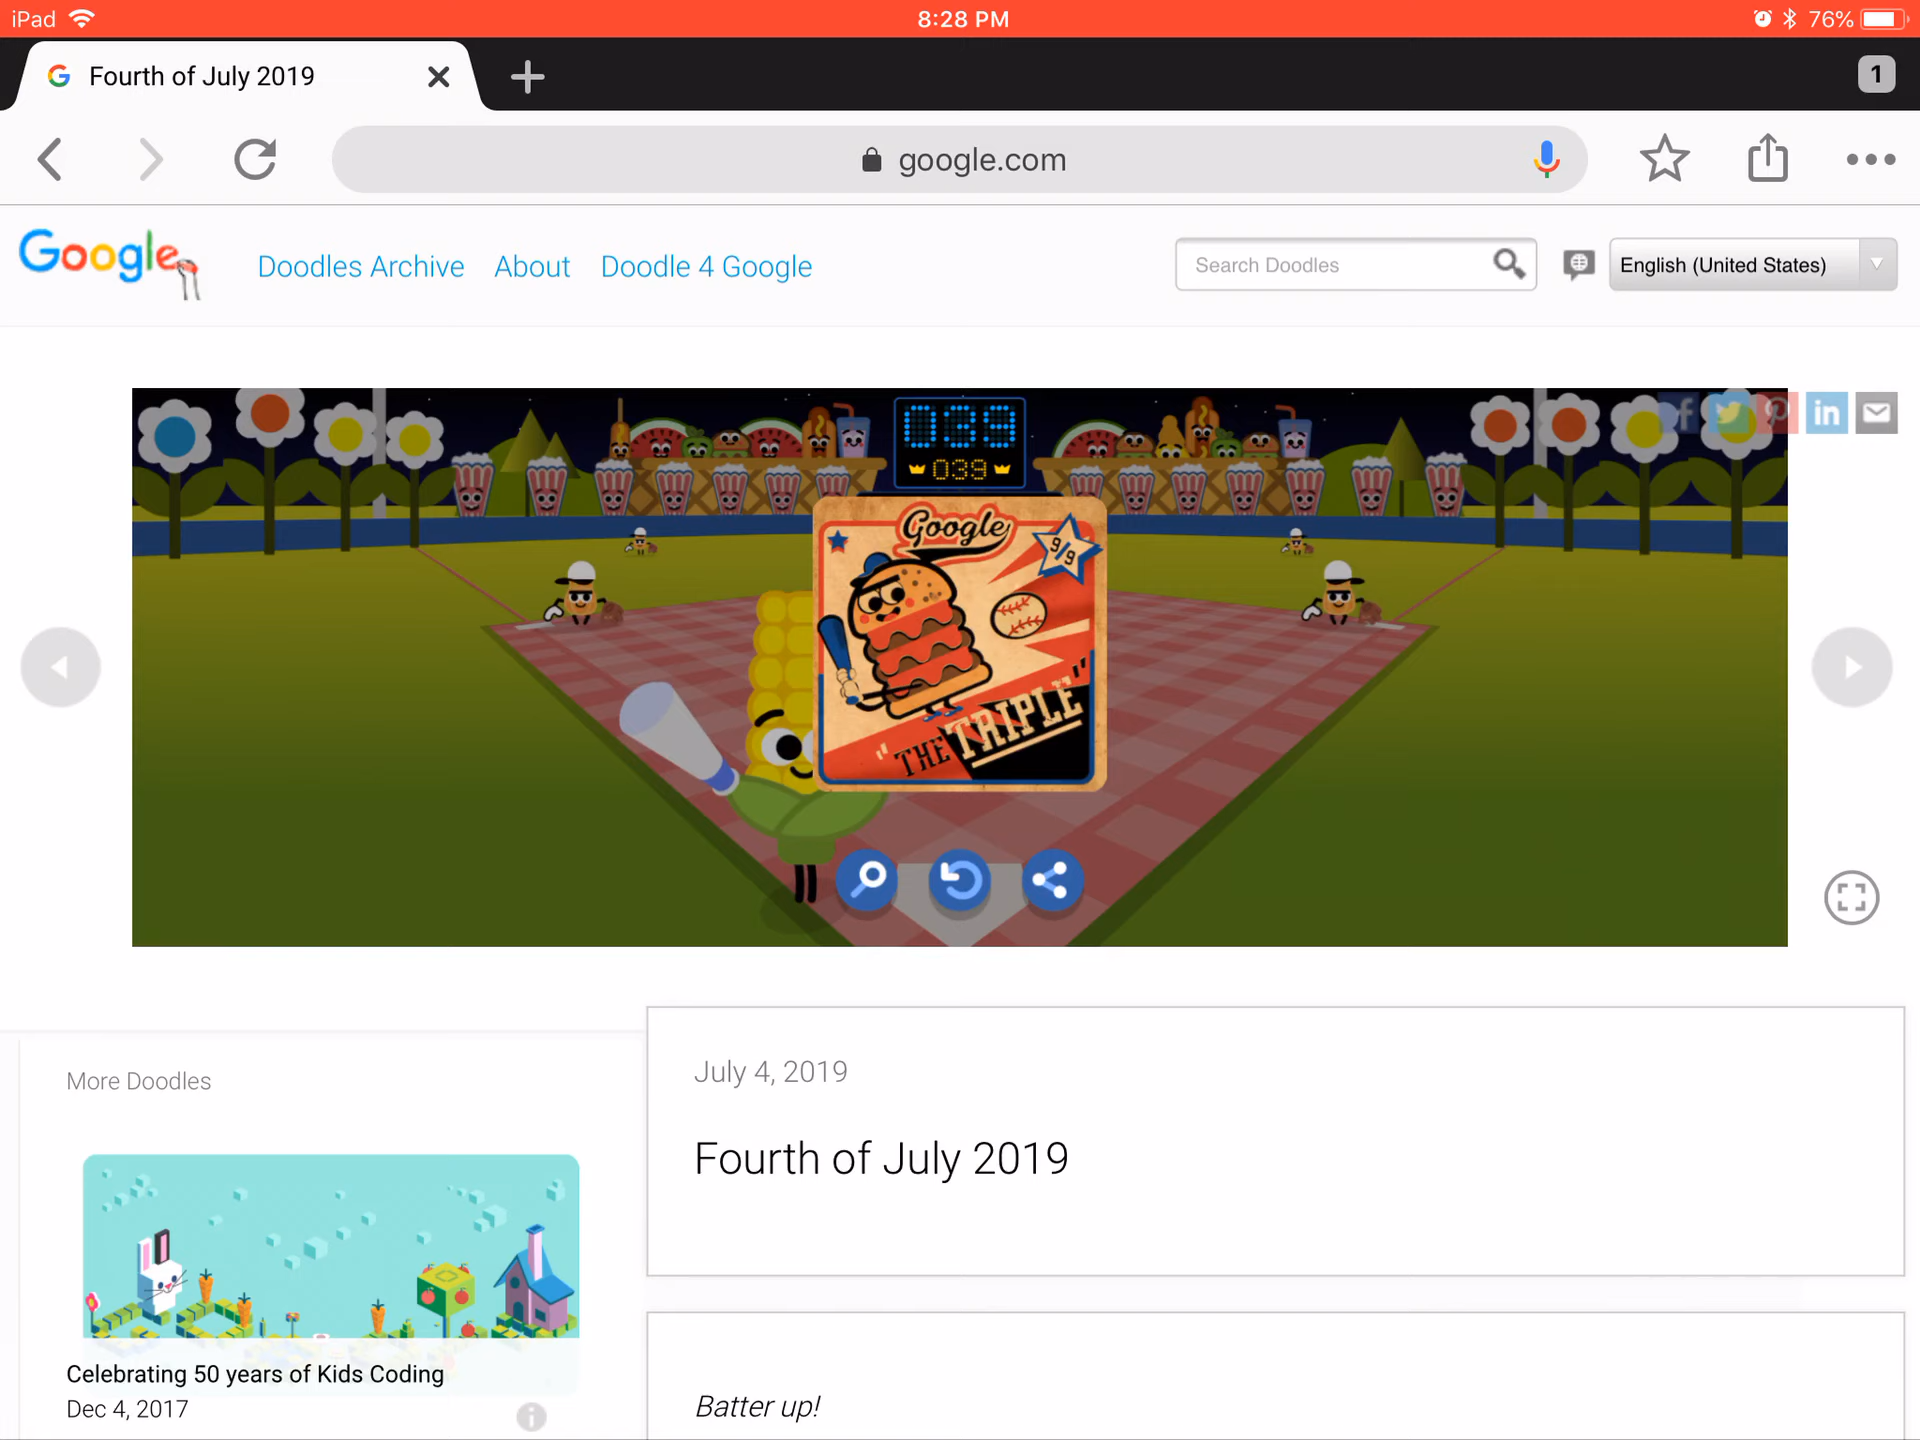 iPad 8:28 PM 76%
Fourth of July 2019 1
google.com
Google Doodles Archive About Doodle 4 Google Search Doodles English (United States)
039
039
Google
9/9
"THE TRIPLE"
f in
July 4, 2019
Fourth of July 2019
More Doodles
Celebrating 50 years of Kids Coding
Dec 4, 2017
Batter up!